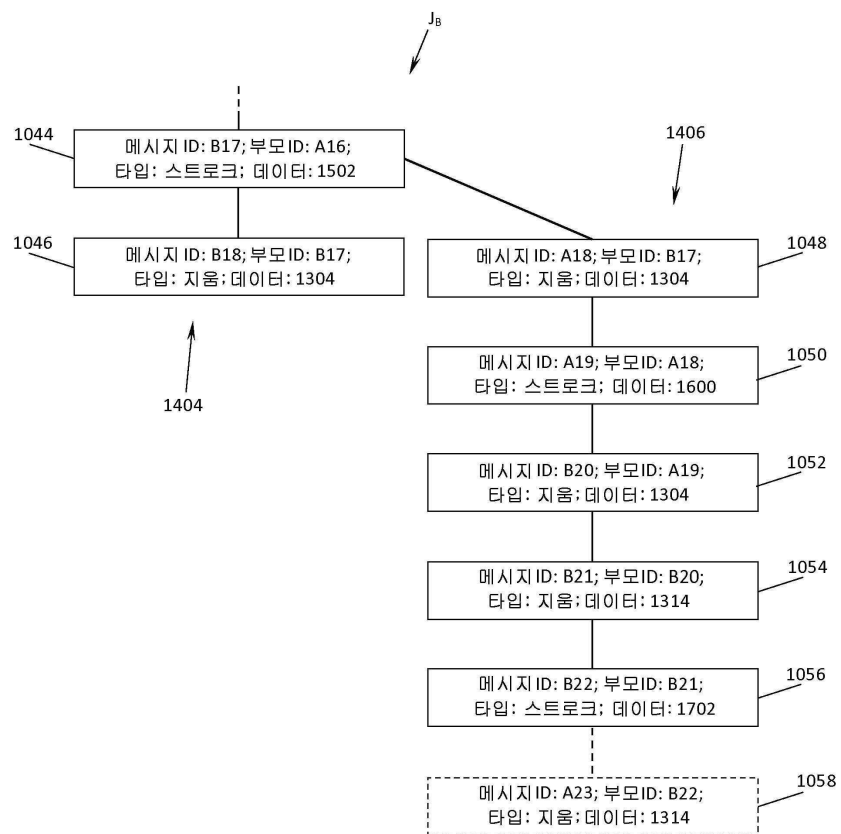 J_B
1044
메시지 ID: B17; 부모 ID: A16;
타입: 스트로크; 데이터: 1502
1406
1046
메시지 ID: B18; 부모 ID: B17;
타입: 지움; 데이터: 1304
1404
메시지 ID: A18; 부모 ID: B17;
타입: 지움; 데이터: 1304
1048
메시지 ID: A19; 부모 ID: A18;
타입: 스트로크; 데이터: 1600
1050
메시지 ID: B20; 부모 ID: A19;
타입: 지움; 데이터: 1304
1052
메시지 ID: B21; 부모 ID: B20;
타입: 지움; 데이터: 1314
1054
메시지 ID: B22; 부모 ID: B21;
타입: 스트로크; 데이터: 1702
1056
메시지 ID: A23; 부모 ID: B22;
타입: 지움; 데이터: 1314
1058